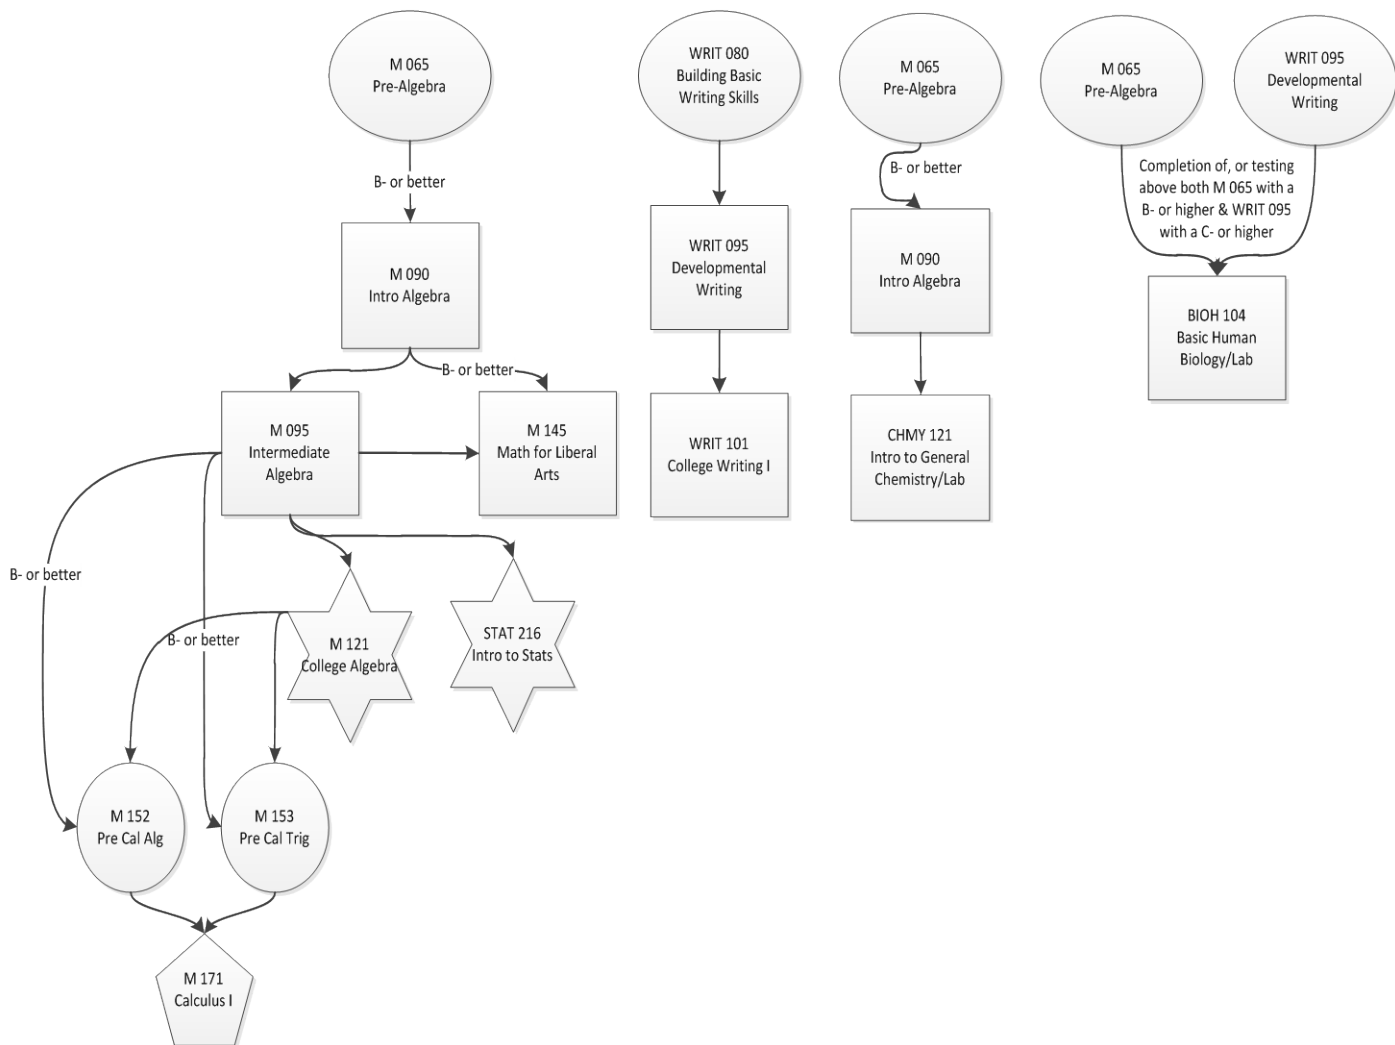 M 065
Pre-Algebra
B- or better
M 090
Intro Algebra
B- or better
M 095
Intermediate
Algebra
M 145
Math for Liberal
Arts
B- or better
B- or better
M 121
College Algebra
STAT 216
Intro to Stats
M 152
Pre Cal Alg
M 153
Pre Cal Trig
M 171
Calculus I
WRIT 080
Building Basic
Writing Skills
WRIT 095
Developmental
Writing
WRIT 101
College Writing I
M 065
Pre-Algebra
B- or better
M 090
Intro Algebra
CHMY 121
Intro to General
Chemistry/Lab
M 065
Pre-Algebra
WRIT 095
Developmental
Writing
Completion of, or testing
above both M 065 with a
B- or higher & WRIT 095
with a C- or higher
BIOH 104
Basic Human
Biology/Lab